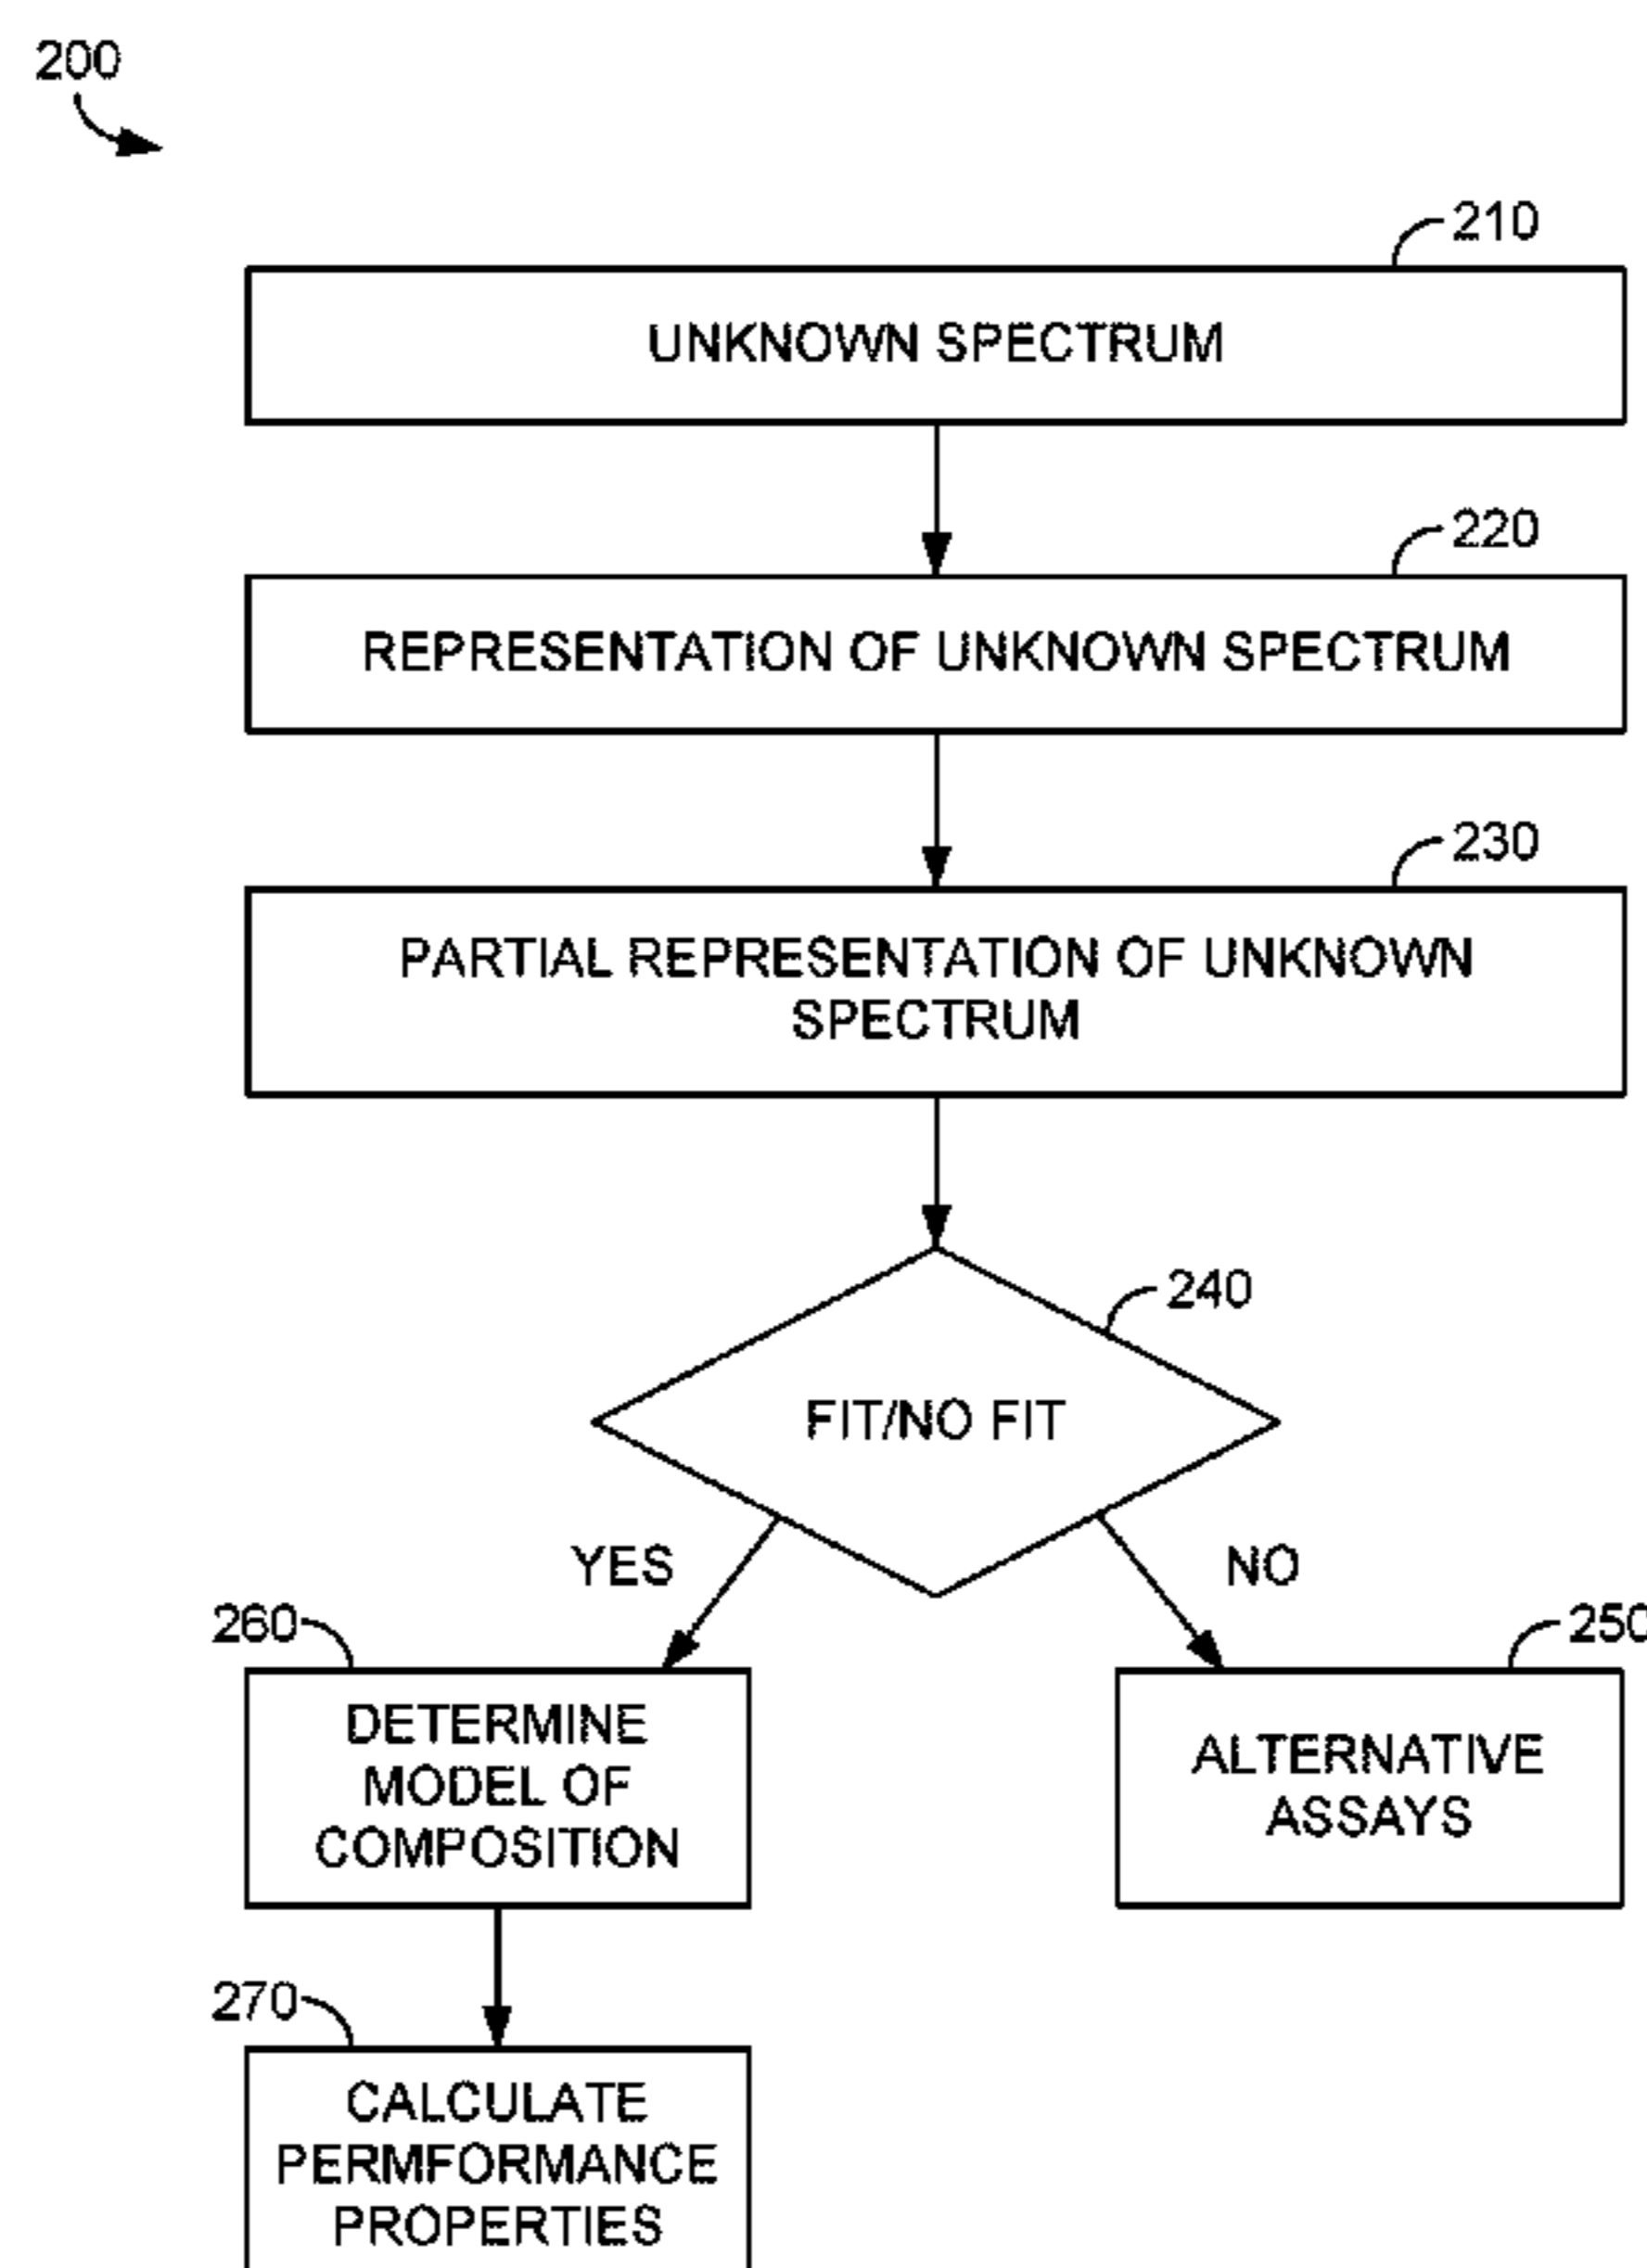 200
210
UNKNOWN SPECTRUM
220
REPRESENTATION OF UNKNOWN SPECTRUM
230
PARTIAL REPRESENTATION OF UNKNOWN
SPECTRUM
240
FIT/NO FIT
YES
NO
260
250
DETERMINE
MODEL OF
COMPOSITION
ALTERNATIVE
ASSAYS
270
CALCULATE
PERMFORMANCE
PROPERTIES